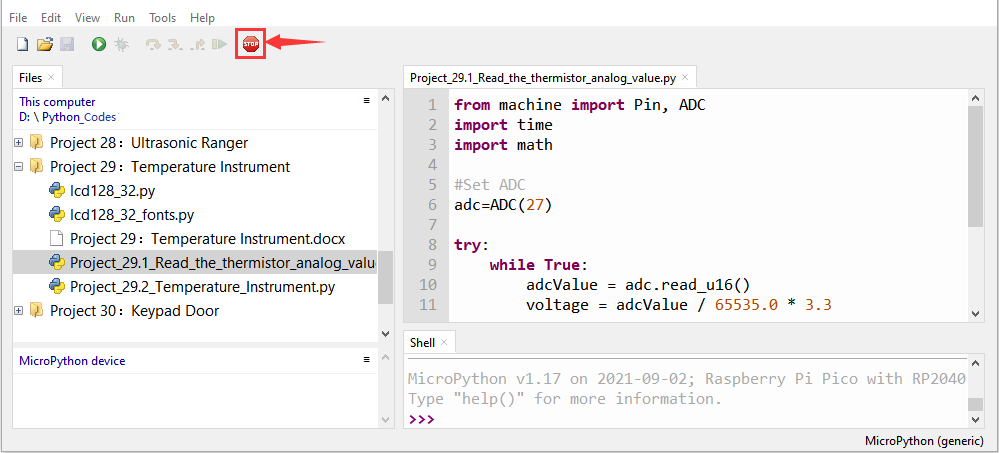 File Edit View Run Tools Help
STOP
Files
This computer
D: \ Python_Codes
Project 28：Ultrasonic Ranger
Project 29：Temperature Instrument
lcd128_32.py
lcd128_32_fonts.py
Project 29：Temperature Instrument.docx
Project_29.1_Read_the_thermistor_analog_valu
Project_29.2_Temperature_Instrument.py
Project 30：Keypad Door
MicroPython device
Project_29.1_Read_the_thermistor_analog_value.py
1 from machine import Pin, ADC
2 import time
3 import math
4
5 #Set ADC
6 adc=ADC(27)
7
8 try:
9 while True:
10 adcValue = adc.read_u16()
11 voltage = adcValue / 65535.0 * 3.3
Shell
MicroPython v1.17 on 2021-09-02; Raspberry Pi Pico with RP2040
Type "help()" for more information.
>>>
MicroPython (generic)